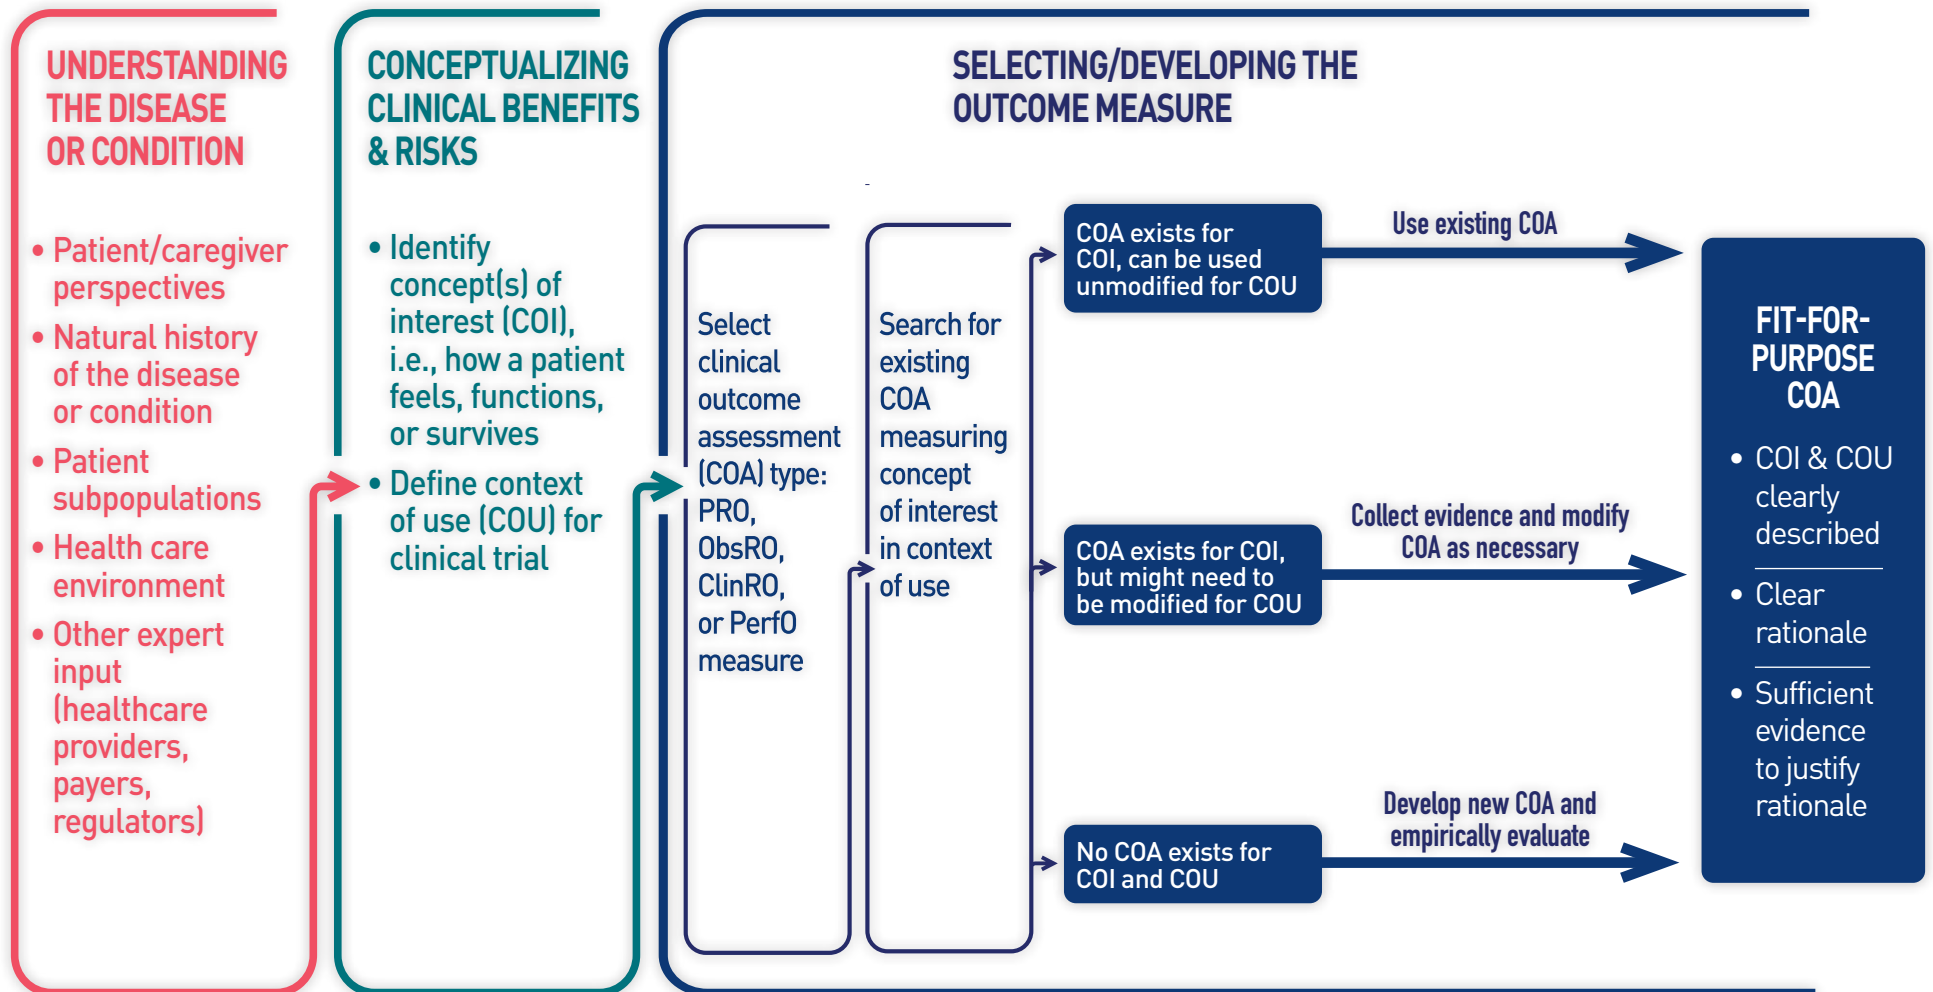 UNDERSTANDING
THE DISEASE
OR CONDITION
• Patient/caregiver
perspectives
• Natural history
of the disease
or condition
• Patient
subpopulations
• Health care
environment
• Other expert
input
(healthcare
providers,
payers,
regulators)
CONCEPTUALIZING
CLINICAL BENEFITS
& RISKS
• Identify
concept(s) of
interest (COI),
i.e., how a patient
feels, functions,
or survives
• Define context
of use (COU) for
clinical trial
SELECTING/DEVELOPING THE
OUTCOME MEASURE
Select
clinical
outcome
assessment
(COA) type:
PRO,
ObsRO,
ClinRO,
or PerfO
measure
Search for
existing
COA
measuring
concept
of interest
in context
of use
COA exists for
COI, can be used
unmodified for COU
Use existing COA
COA exists for COI,
but might need to
be modified for COU
Collect evidence and modify
COA as necessary
No COA exists for
COI and COU
Develop new COA and
empirically evaluate
FIT-FOR-
PURPOSE
COA
• COI & COU
clearly
described
• Clear
rationale
• Sufficient
evidence
to justify
rationale